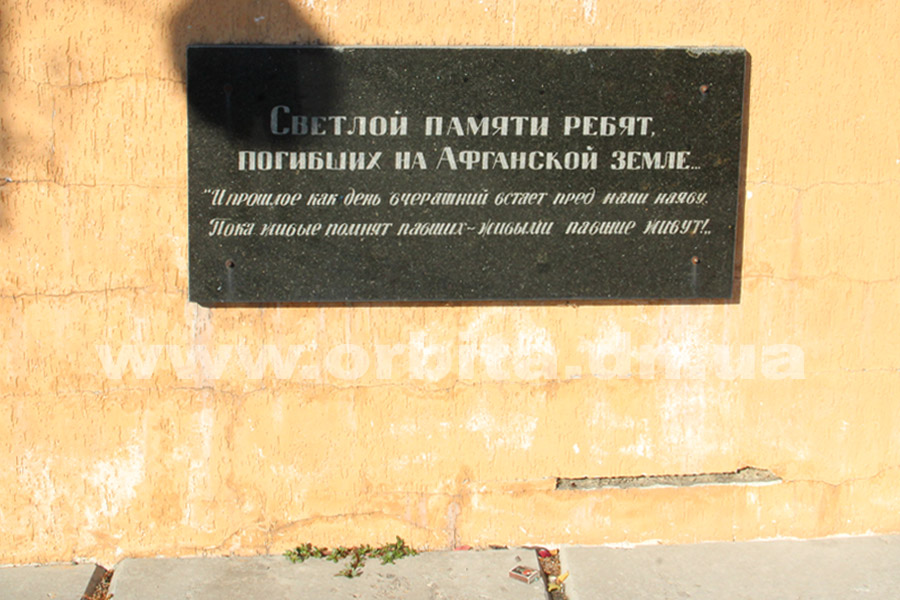 Светлой памяти ребят,
погибших на Афганской земле...
"И прошлое как день вчерашний встает пред нами наяву.
Пока живые помнят павших-живыми павшие живут!..
www.orbita.dn.ua